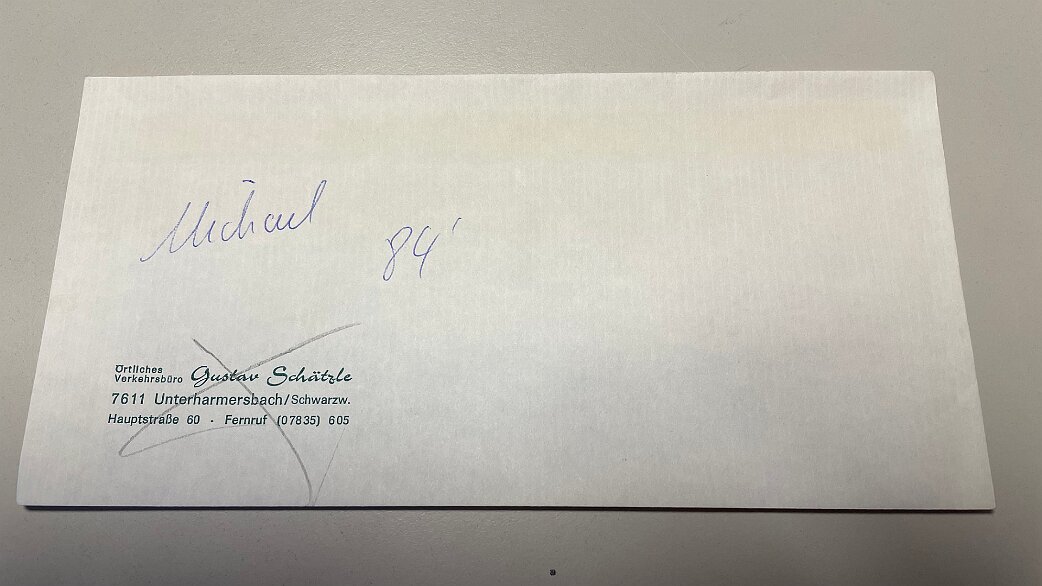 Michael
84'
Örtliches
Verkehrsbüro Gustav Schätzle
7611 Unterharmersbach/Schwarzw.
Hauptstraße 60 · Fernruf (07835) 605